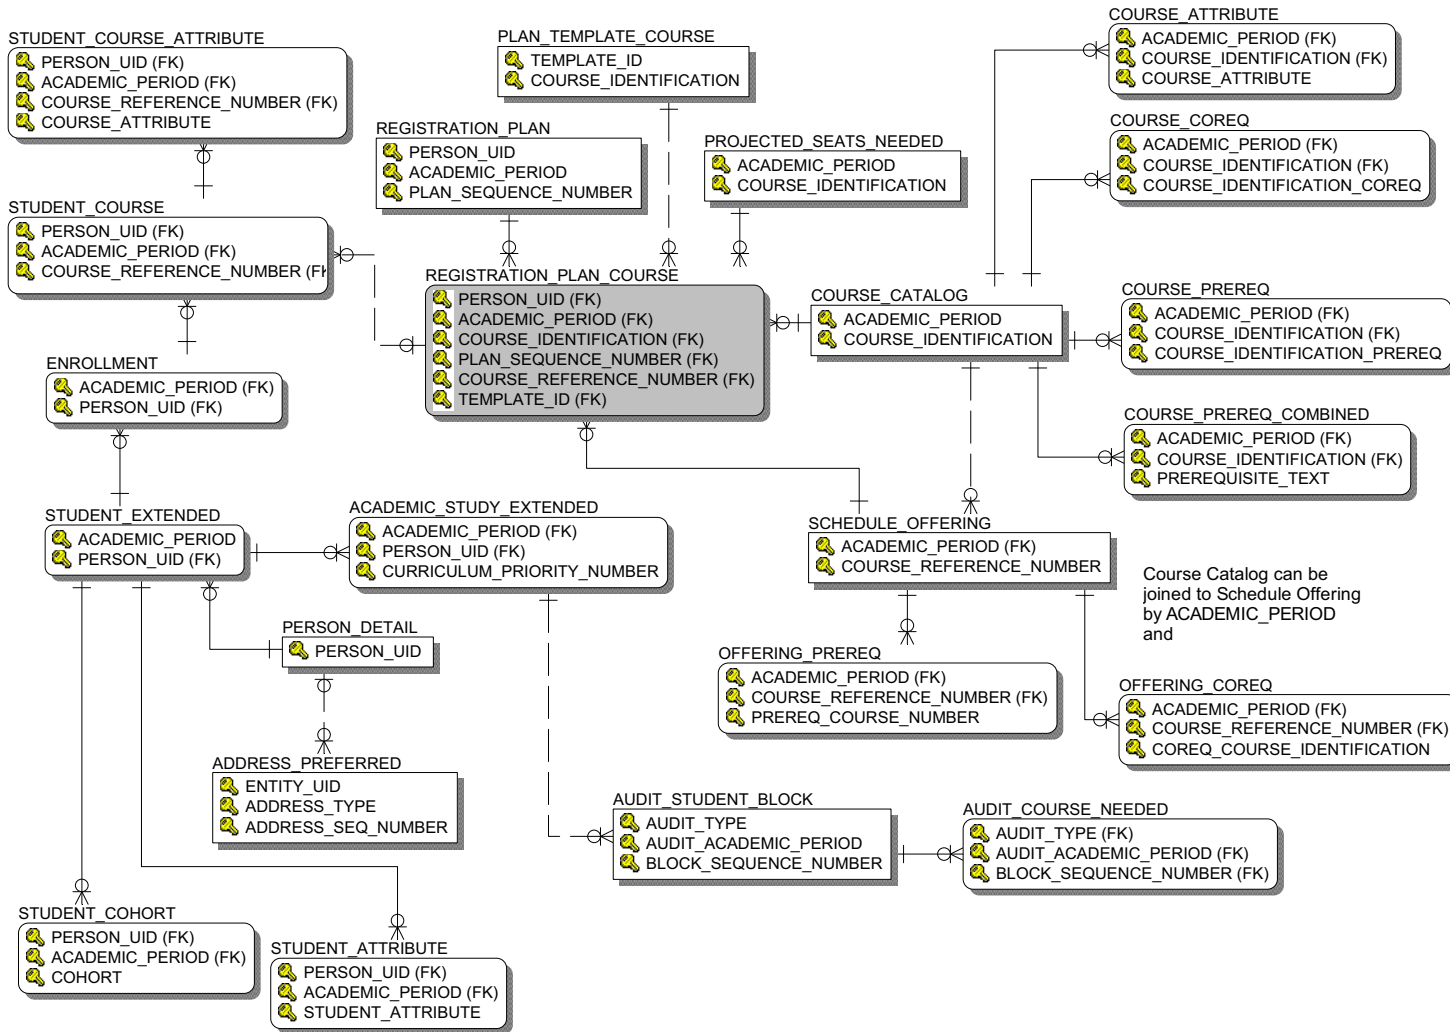 STUDENT_COURSE_ATTRIBUTE
PERSON_UID (FK)
ACADEMIC_PERIOD (FK)
COURSE_REFERENCE_NUMBER (FK)
COURSE_ATTRIBUTE
PLAN_TEMPLATE_COURSE
TEMPLATE_ID
COURSE_IDENTIFICATION
COURSE_ATTRIBUTE
ACADEMIC_PERIOD (FK)
COURSE_IDENTIFICATION (FK)
COURSE_ATTRIBUTE
REGISTRATION_PLAN
PERSON_UID
ACADEMIC_PERIOD
PLAN_SEQUENCE_NUMBER
PROJECTED_SEATS_NEEDED
ACADEMIC_PERIOD
COURSE_IDENTIFICATION
COURSE_COREQ
ACADEMIC_PERIOD (FK)
COURSE_IDENTIFICATION (FK)
COURSE_IDENTIFICATION_COREQ
STUDENT_COURSE
PERSON_UID (FK)
ACADEMIC_PERIOD (FK)
COURSE_REFERENCE_NUMBER (F
REGISTRATION_PLAN_COURSE
PERSON_UID (FK)
ACADEMIC_PERIOD (FK)
COURSE_IDENTIFICATION (FK)
PLAN_SEQUENCE_NUMBER (FK)
COURSE_REFERENCE_NUMBER (FK)
TEMPLATE_ID (FK)
COURSE_CATALOG
ACADEMIC_PERIOD
COURSE_IDENTIFICATION
COURSE_PREREQ
ACADEMIC_PERIOD (FK)
COURSE_IDENTIFICATION (FK)
COURSE_IDENTIFICATION_PREREQ
ENROLLMENT
ACADEMIC_PERIOD (FK)
PERSON_UID (FK)
COURSE_PREREQ_COMBINED
ACADEMIC_PERIOD (FK)
COURSE_IDENTIFICATION (FK)
PREREQUISITE_TEXT
STUDENT_EXTENDED
ACADEMIC_PERIOD
PERSON_UID (FK)
ACADEMIC_STUDY_EXTENDED
ACADEMIC_PERIOD (FK)
PERSON_UID (FK)
CURRICULUM_PRIORITY_NUMBER
SCHEDULE_OFFERING
ACADEMIC_PERIOD (FK)
COURSE_REFERENCE_NUMBER
Course Catalog can be
joined to Schedule Offering
by ACADEMIC_PERIOD
and
PERSON_DETAIL
PERSON_UID
OFFERING_PREREQ
ACADEMIC_PERIOD (FK)
COURSE_REFERENCE_NUMBER (FK)
PREREQ_COURSE_NUMBER
OFFERING_COREQ
ACADEMIC_PERIOD (FK)
COURSE_REFERENCE_NUMBER (FK)
COREQ_COURSE_IDENTIFICATION
ADDRESS_PREFERRED
ENTITY_UID
ADDRESS_TYPE
ADDRESS_SEQ_NUMBER
AUDIT_STUDENT_BLOCK
AUDIT_TYPE
AUDIT_ACADEMIC_PERIOD
BLOCK_SEQUENCE_NUMBER
AUDIT_COURSE_NEEDED
AUDIT_TYPE (FK)
AUDIT_ACADEMIC_PERIOD (FK)
BLOCK_SEQUENCE_NUMBER (FK)
STUDENT_COHORT
PERSON_UID (FK)
ACADEMIC_PERIOD (FK)
COHORT
STUDENT_ATTRIBUTE
PERSON_UID (FK)
ACADEMIC_PERIOD (FK)
STUDENT_ATTRIBUTE